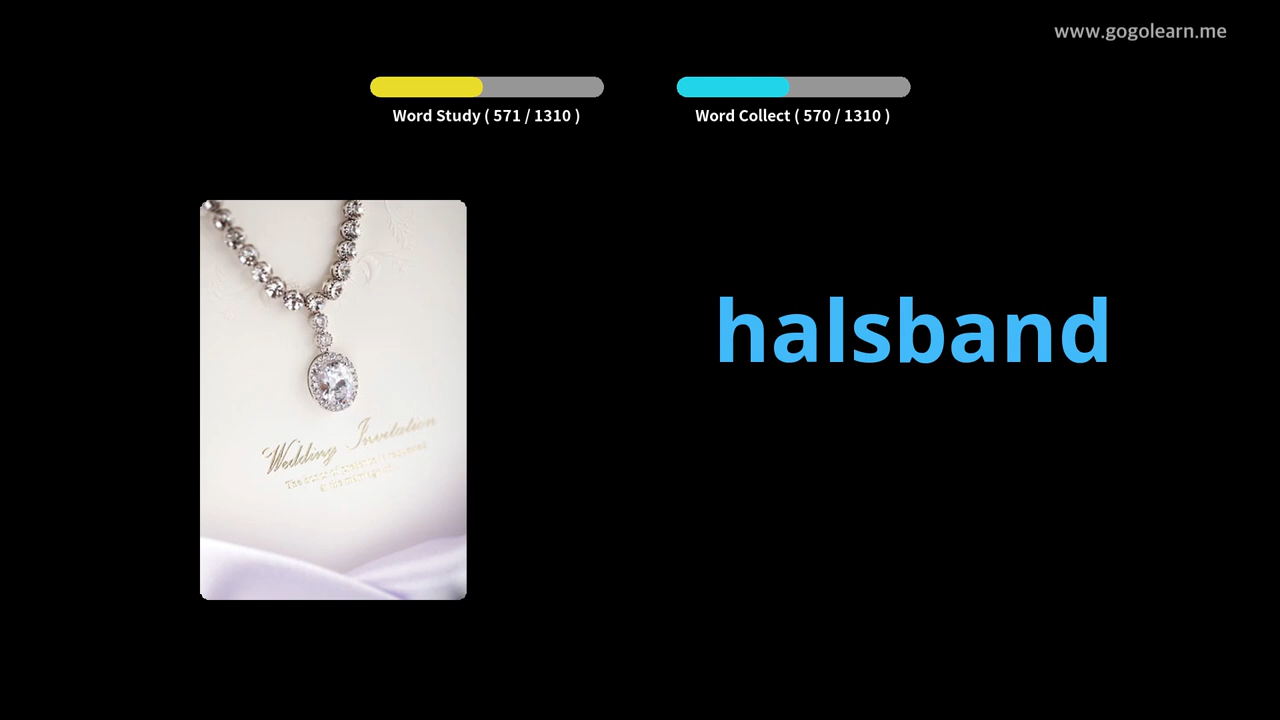 www.gogolearn.me
Word Study ( 571 / 1310 )
Word Collect ( 570 / 1310 )
halsband
Wedding Invitation